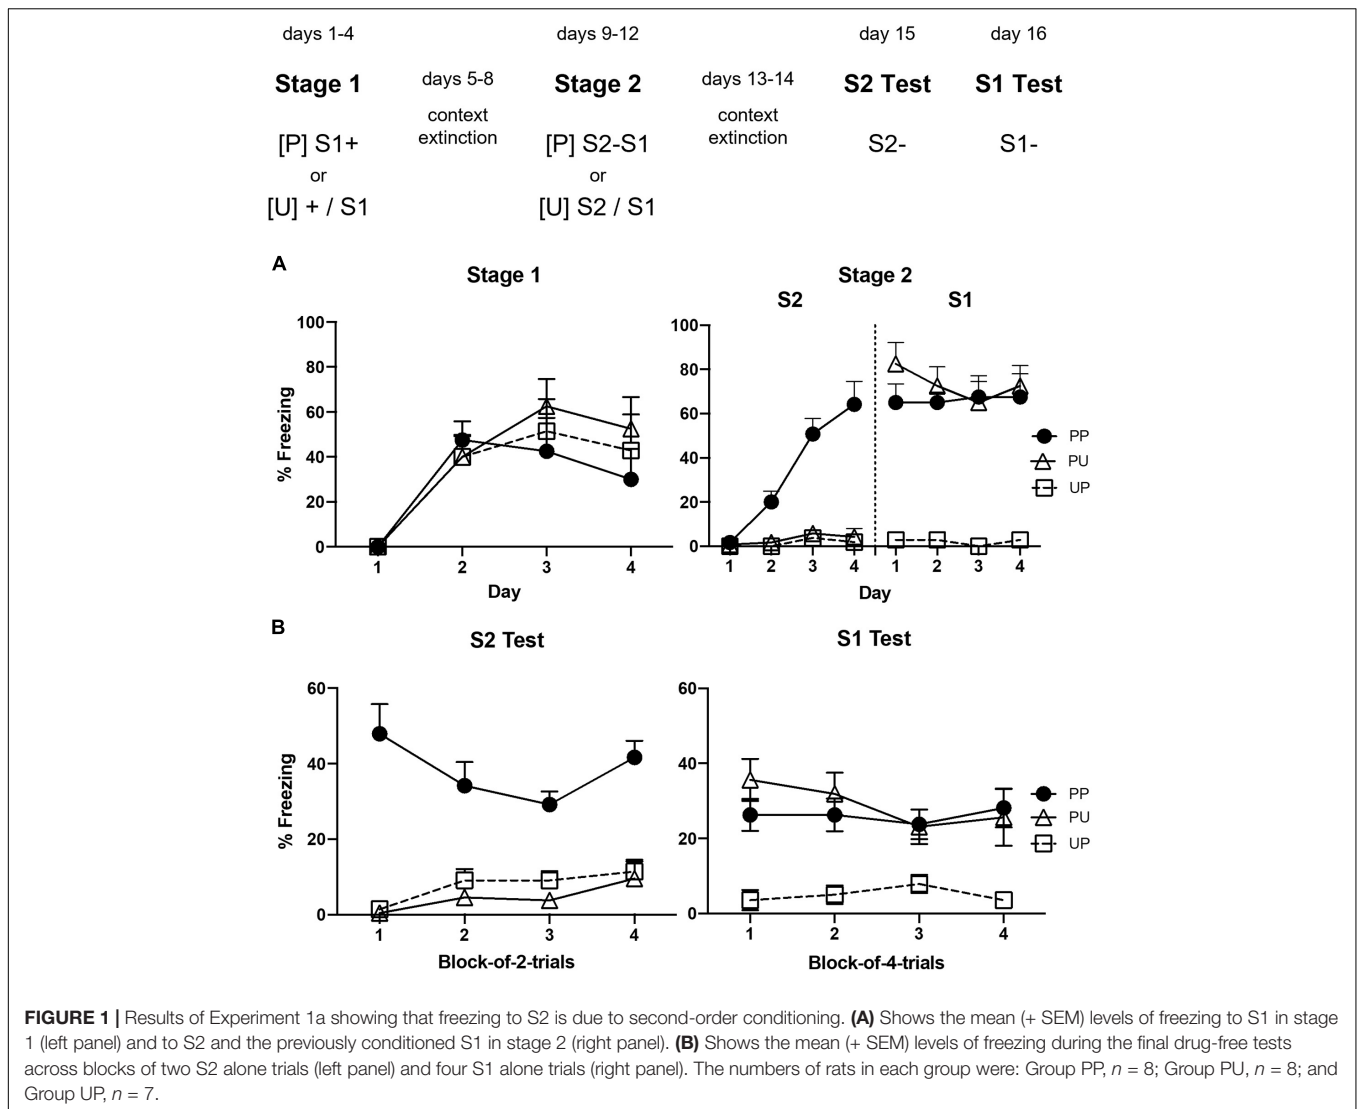 days 1-4
days 9-12
day 15
day 16
Stage 1
days 5-8
Stage 2
days 13-14
S2 Test
S1 Test
context
extinction
context
extinction
[P] S1+
[P] S2-S1
S2-
S1-
or
or
[U] + / S1
[U] S2 / S1
A
Stage 1
Stage 2
S2
S1
100
80
60
40
20
0
% Freezing
1
2
3
4
Day
100
80
60
40
20
0
1
2
3
4
1
2
3
4
Day
PP
PU
UP
B
S2 Test
S1 Test
60
40
20
0
% Freezing
1
2
3
4
Block-of-2-trials
60
40
20
0
1
2
3
4
Block-of-4-trials
PP
PU
UP
FIGURE 1 | Results of Experiment 1a showing that freezing to S2 is due to second-order conditioning. (A) Shows the mean (+ SEM) levels of freezing to S1 in stage
1 (left panel) and to S2 and the previously conditioned S1 in stage 2 (right panel). (B) Shows the mean (+ SEM) levels of freezing during the final drug-free tests
across blocks of two S2 alone trials (left panel) and four S1 alone trials (right panel). The numbers of rats in each group were: Group PP, n = 8; Group PU, n = 8; and
Group UP, n = 7.